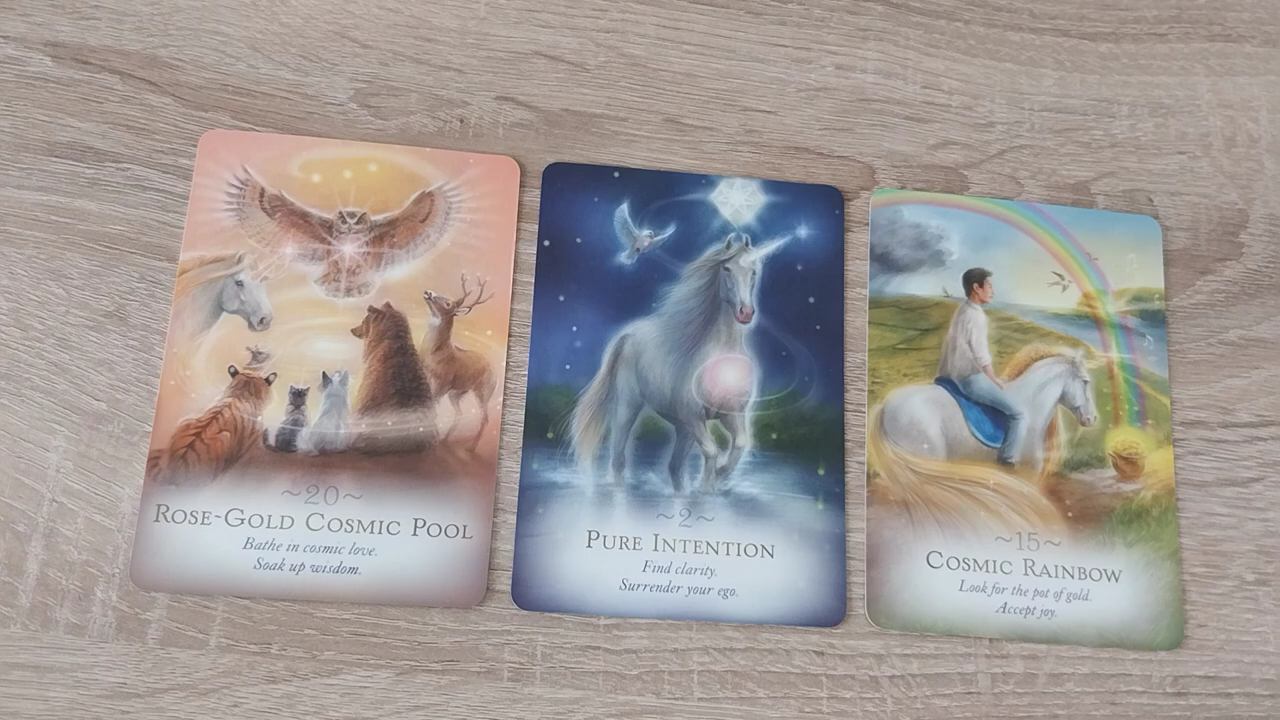 ~20~
Rose-Gold Cosmic Pool
Bathe in cosmic love.
Soak up wisdom.
~2~
Pure Intention
Find clarity.
Surrender your ego.
~15~
Cosmic Rainbow
Look for the pot of gold.
Accept joy.